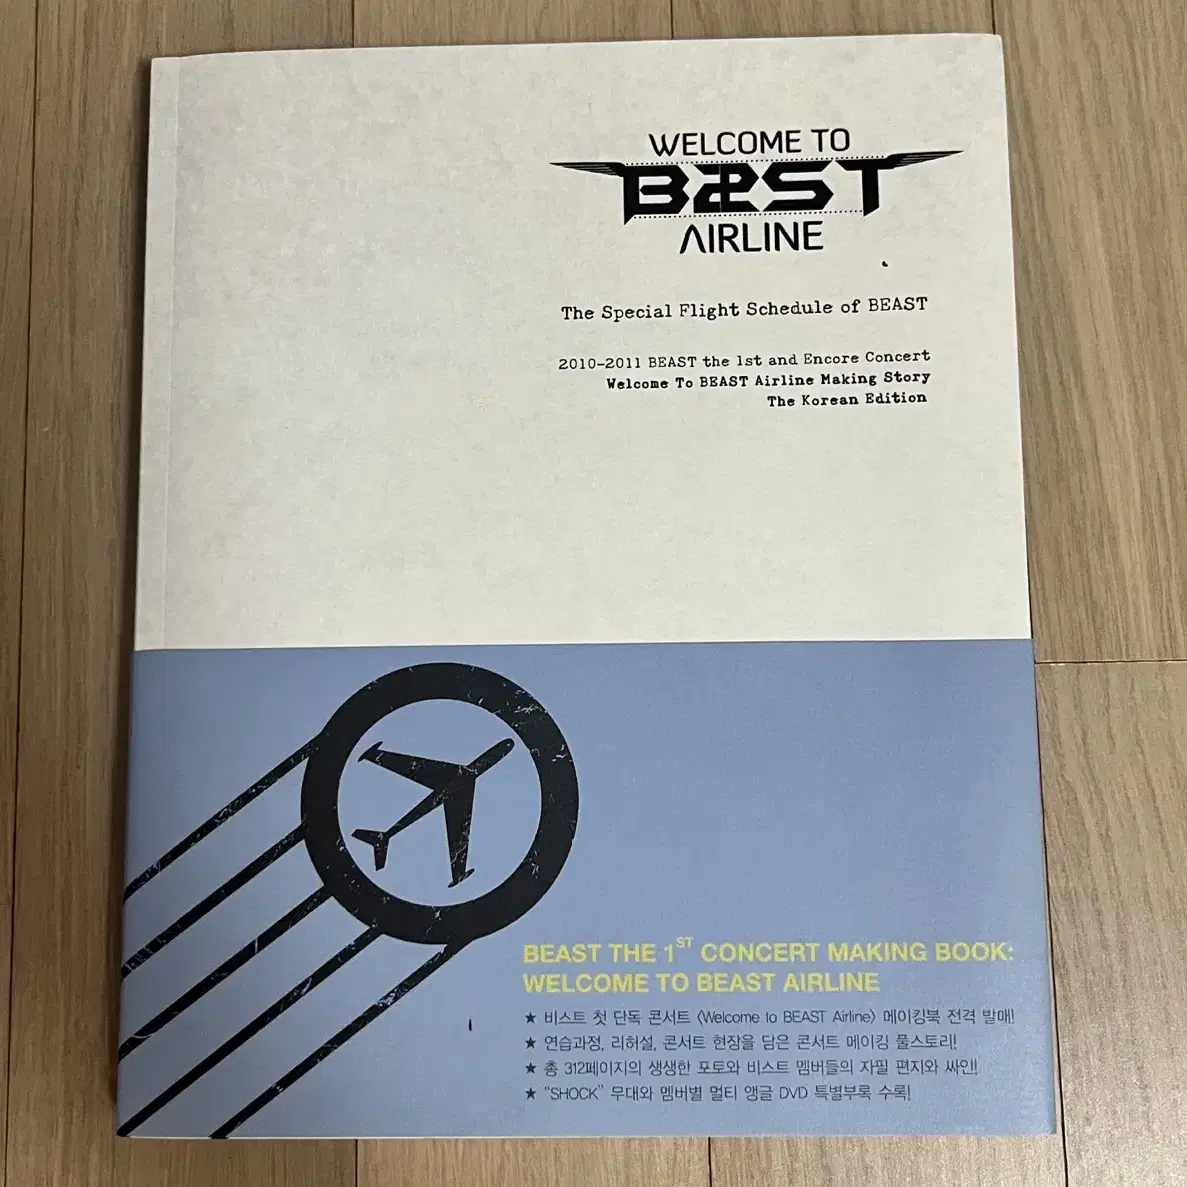 WELCOME TO
BEAST
AIRLINE
The Special Flight Schedule of BEAST
2010-2011 BEAST the 1st and Encore Concert
Welcome To BEAST Airline Making Story
The Korean Edition
BEAST THE 1ST CONCERT MAKING BOOK:
WELCOME TO BEAST AIRLINE
★ 비스트 첫 단독 콘서트 〈Welcome to BEAST Airline〉 메이킹북 전격 발매!
★ 연습과정, 리허설, 콘서트 현장을 담은 콘서트 메이킹 풀스토리!
★ 총 312페이지의 생생한 포토와 비스트 멤버들의 자필 편지와 싸인!
★ “SHOCK” 무대와 멤버별 멀티 앵글 DVD 특별부록 수록!